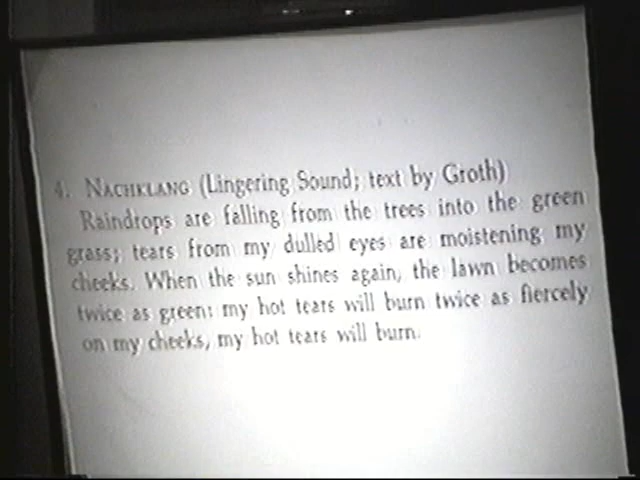 4. NACHKLANG (Lingering Sound; text by Groth)
Raindrops are falling from the trees into the green
grass; tears from my dulled eyes are moistening my
cheeks. When the sun shines again, the lawn becomes
twice as green: my hot tears will burn twice as fiercely
on my cheeks, my hot tears will burn.